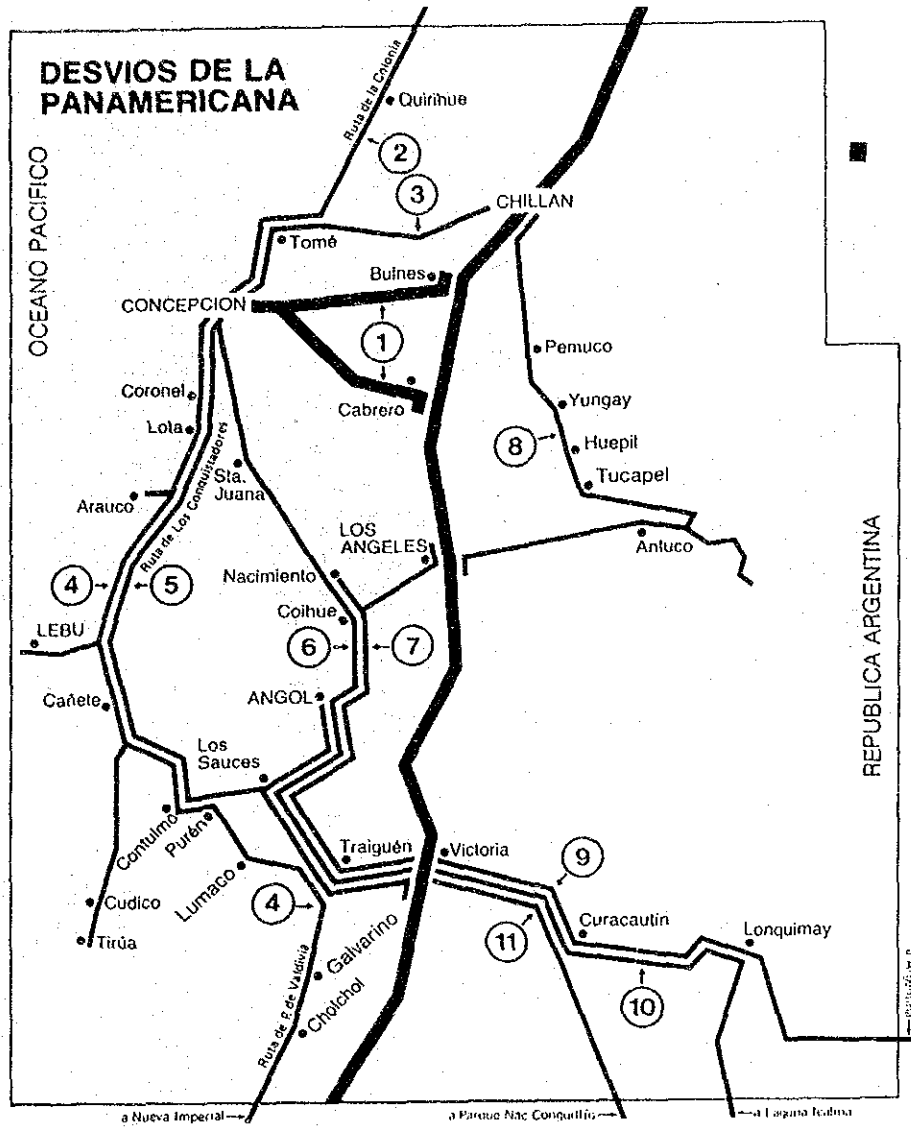 DESVIOS DE LA
PANAMERICANA
Ruta de la Colonia
Quirihue
2
OCEANO PACIFICO
3
CHILLAN
Tomé
Bulnes
CONCEPCION
1
Pemuco
Coronel
Cabrero
Yungay
Lota
8
Huepil
Ruta de Los Conquistadores
Sta.
Juana
Tucapel
Arauco
LOS
ANGELES
Antuco
REPUBLICA ARGENTINA
4
5
Nacimiento
Coihue
LEBU
6
7
Cañete
ANGOL
Los
Sauces
Contulmo
Purén
Traiguén
Victoria
9
Lumaco
4
Cudico
11
Curacautín
Lonquimay
Tirúa
Galvarino
10
Ruta de P. de Valdivia
Cholchol
a Nueva Imperial
a Parque Nac Conguillío
a Laguna Icalma